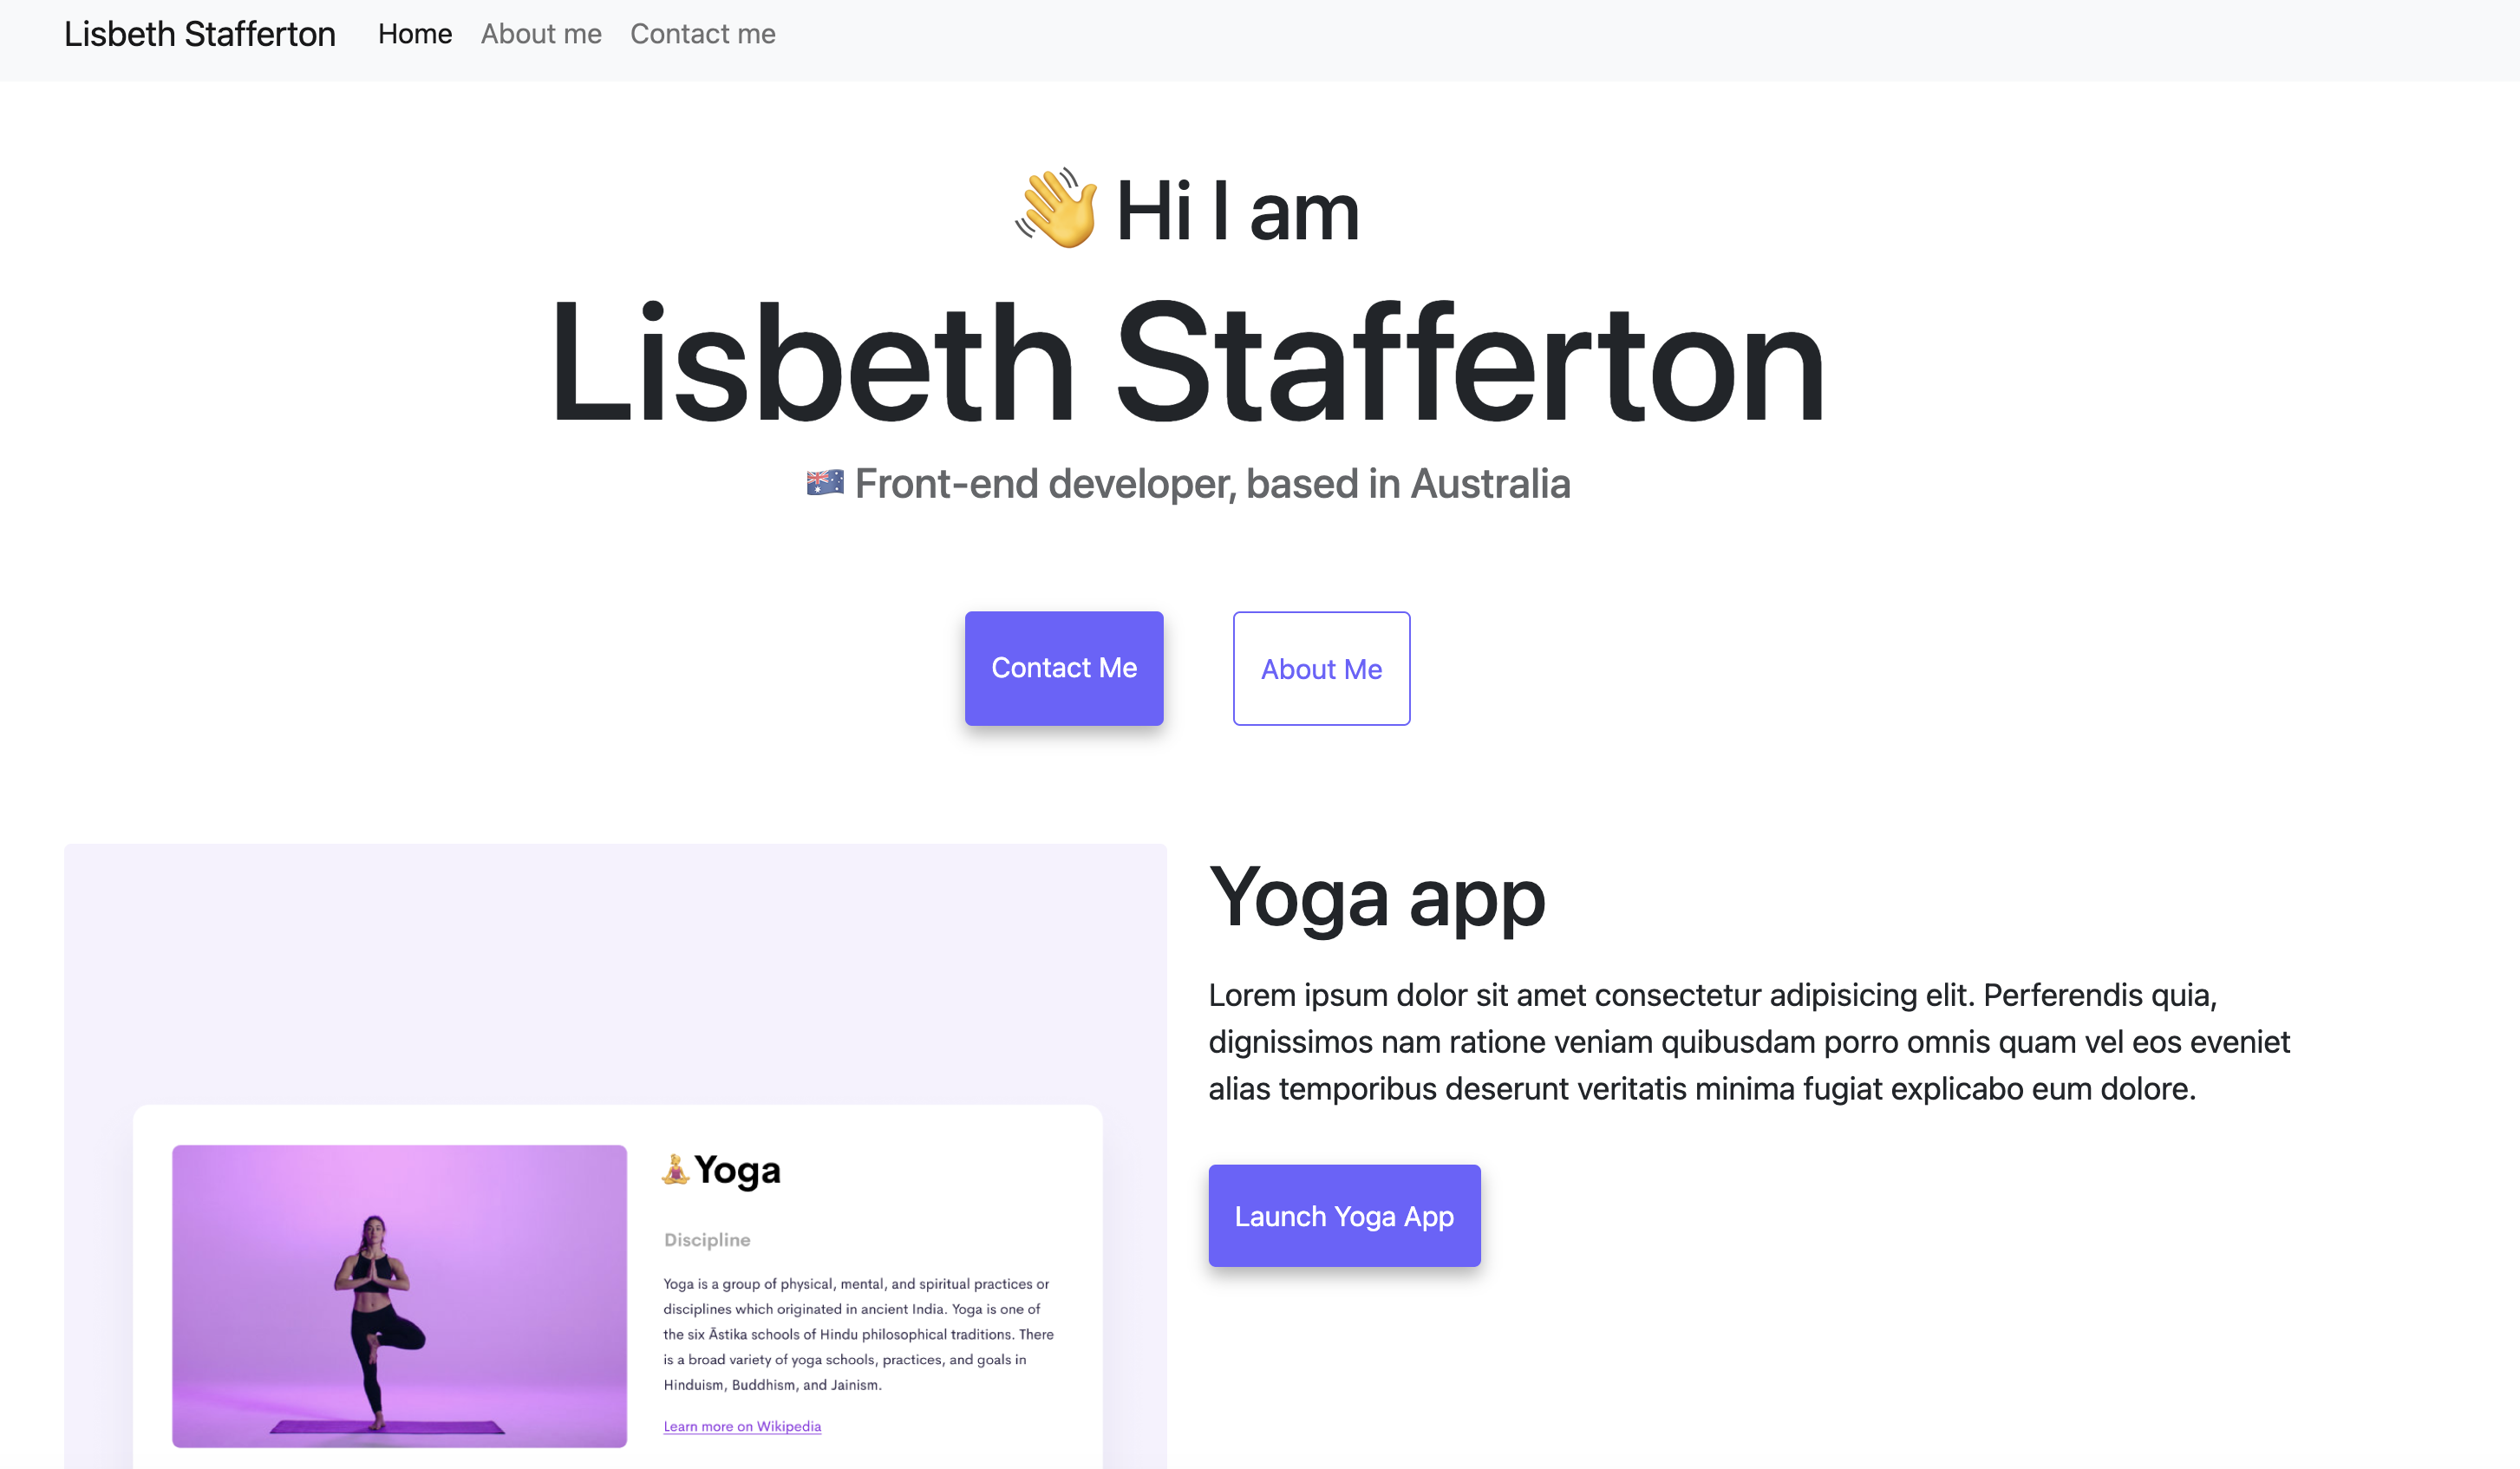 Lisbeth Stafferton Home About me Contact me
👋 Hi I am
Lisbeth Stafferton
🇦🇺 Front-end developer, based in Australia
Contact Me About Me
Yoga app
Lorem ipsum dolor sit amet consectetur adipisicing elit. Perferendis quia,
dignissimos nam ratione veniam quibusdam porro omnis quam vel eos eveniet
alias temporibus deserunt veritatis minima fugiat explicabo eum dolore.
Launch Yoga App
🧘‍♀️Yoga
Discipline
Yoga is a group of physical, mental, and spiritual practices or
disciplines which originated in ancient India. Yoga is one of
the six Āstika schools of Hindu philosophical traditions. There
is a broad variety of yoga schools, practices, and goals in
Hinduism, Buddhism, and Jainism.
Learn more on Wikipedia